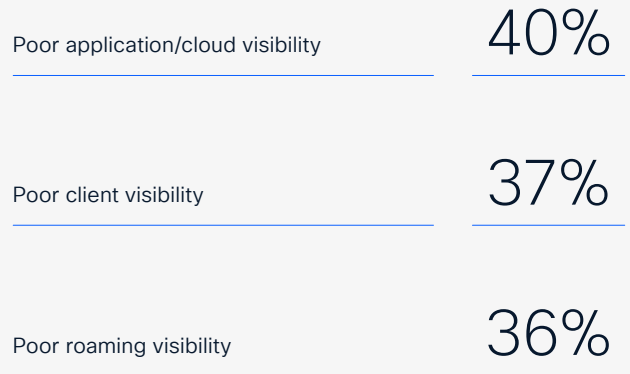 Poor application/cloud visibility 40%
Poor client visibility 37%
Poor roaming visibility 36%